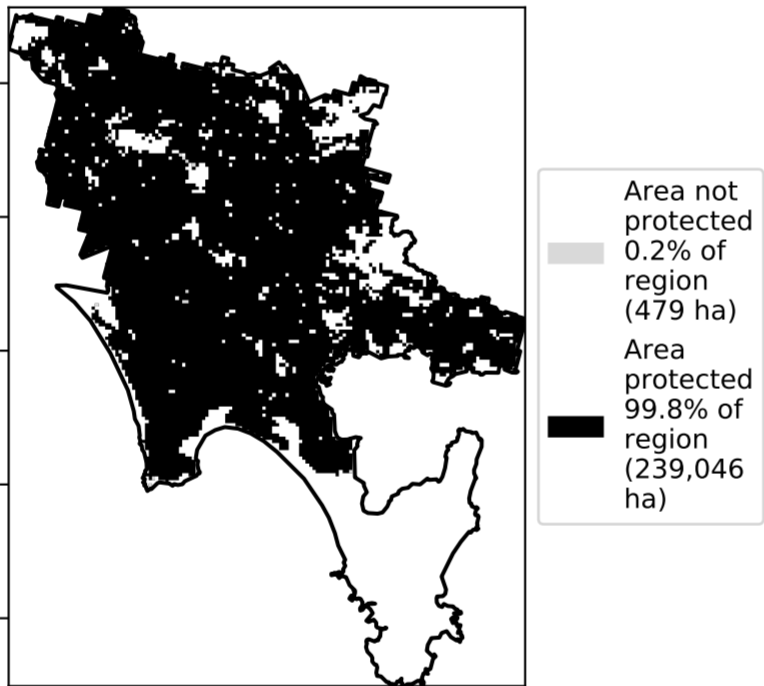 Area not
protected
0.2% of
region
(479 ha)
Area
protected
99.8% of
region
(239,046
ha)